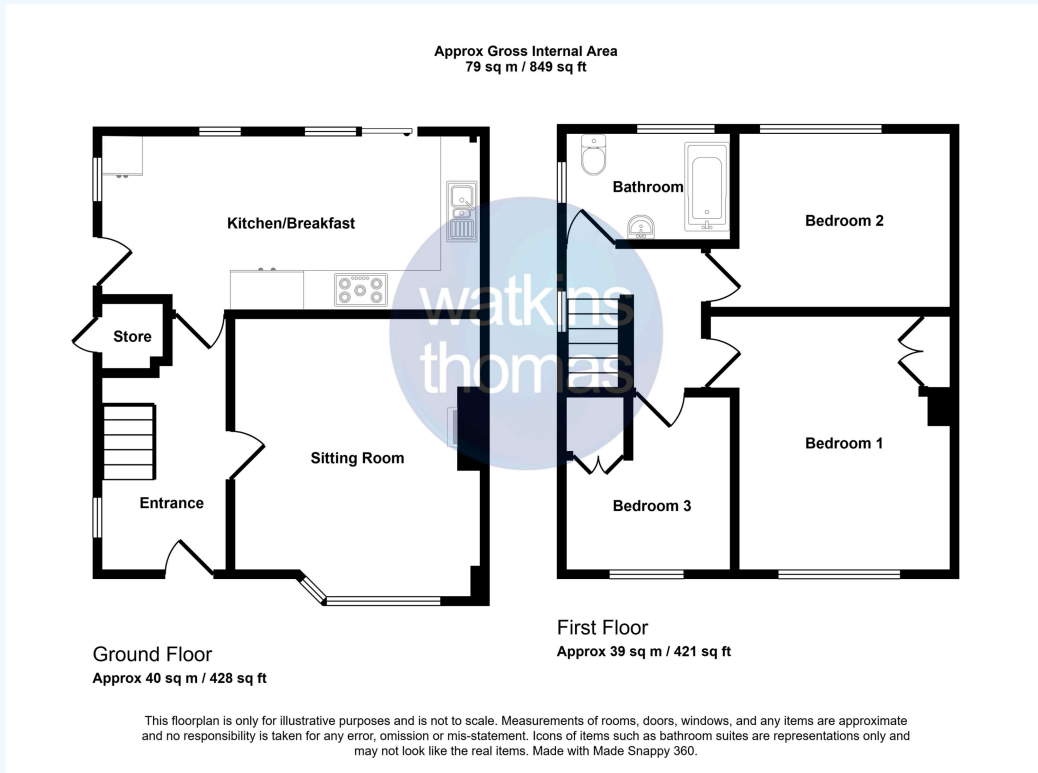 Approx Gross Internal Area
79 sq m / 849 sq ft
Kitchen/Breakfast
Store
Sitting Room
Entrance
Bathroom
Bedroom 2
Bedroom 1
Bedroom 3
watkins
thomas
Ground Floor
Approx 40 sq m / 428 sq ft
First Floor
Approx 39 sq m / 421 sq ft
This floorplan is only for illustrative purposes and is not to scale. Measurements of rooms, doors, windows, and any items are approximate
and no responsibility is taken for any error, omission or mis-statement. Icons of items such as bathroom suites are representations only and
may not look like the real items. Made with Made Snappy 360.